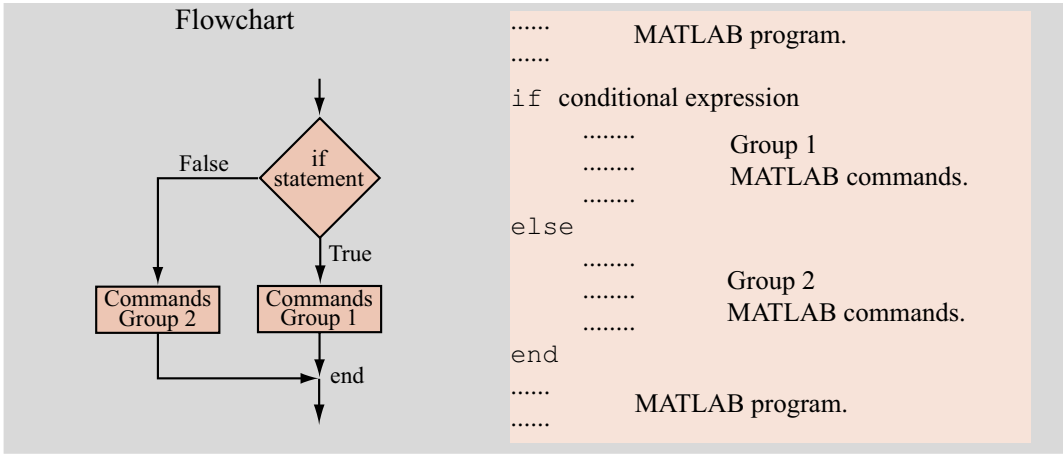 Flowchart
if
statement
False
True
Commands
Group 2
Commands
Group 1
end
......
MATLAB program.
......
if conditional expression
........
Group 1
........
MATLAB commands.
........
else
........
Group 2
........
MATLAB commands.
........
end
......
MATLAB program.
......